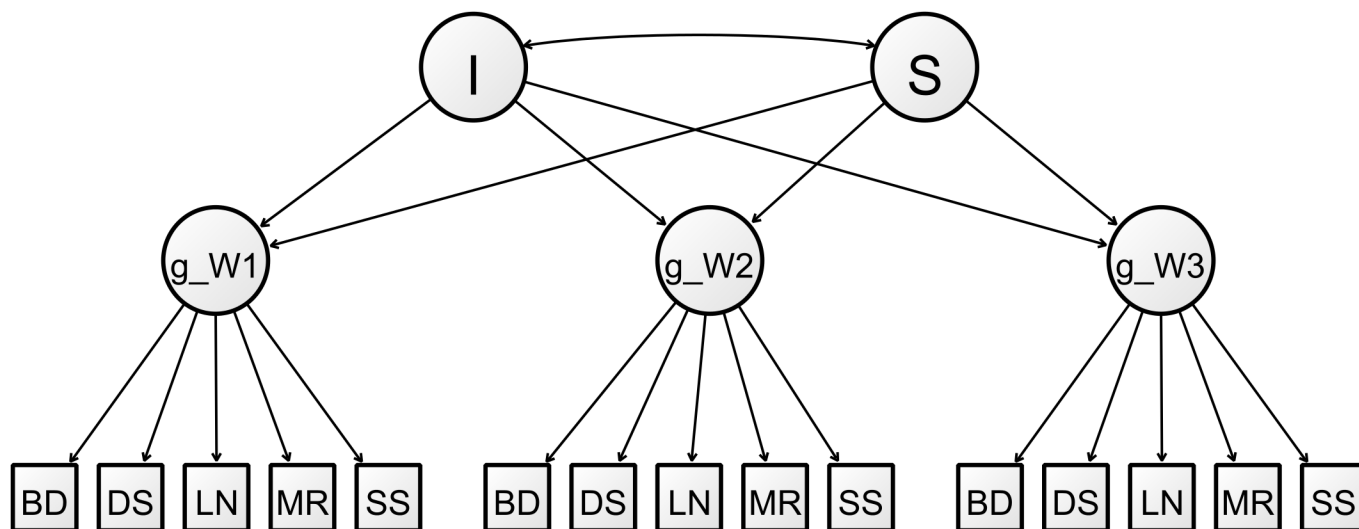 I S
g_W1 g_W2 g_W3
BD DS LN MR SS BD DS LN MR SS BD DS LN MR SS